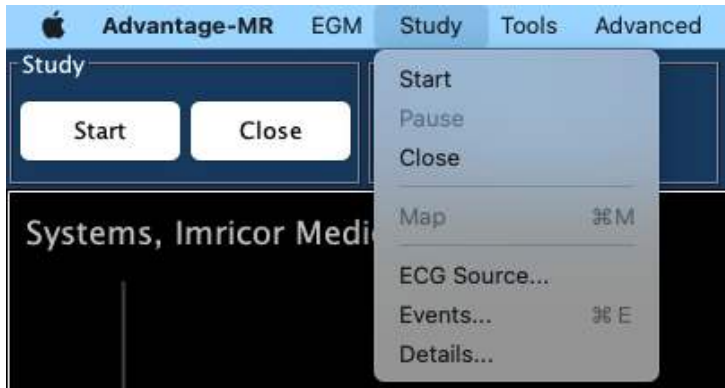 Advantage-MR EGM Study Tools Advanced
Study
Start Close
Start
Pause
Close
Map ⌘M
ECG Source...
Events... ⌘E
Details...
Systems, Imricor Medi